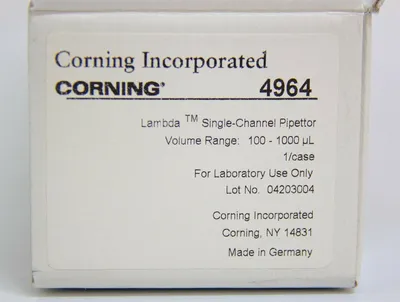 Corning Incorporated
CORNING® 4964
Lambda ™ Single-Channel Pipettor
Volume Range: 100 - 1000 µL
1/case
For Laboratory Use Only
Lot No. 04203004
Corning Incorporated
Corning, NY 14831
Made in Germany